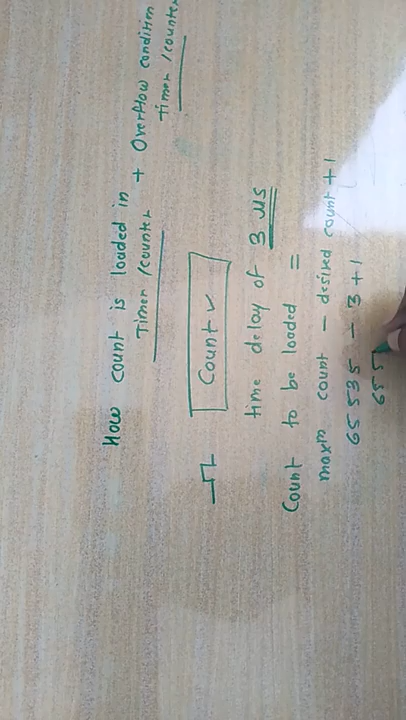 How count is loaded in
Timer /counter + Overflow condition
Timer /counter
Count
time delay of 3 µs
Count to be loaded =
maxm count - desired count +1
65535 - 3 +1
655